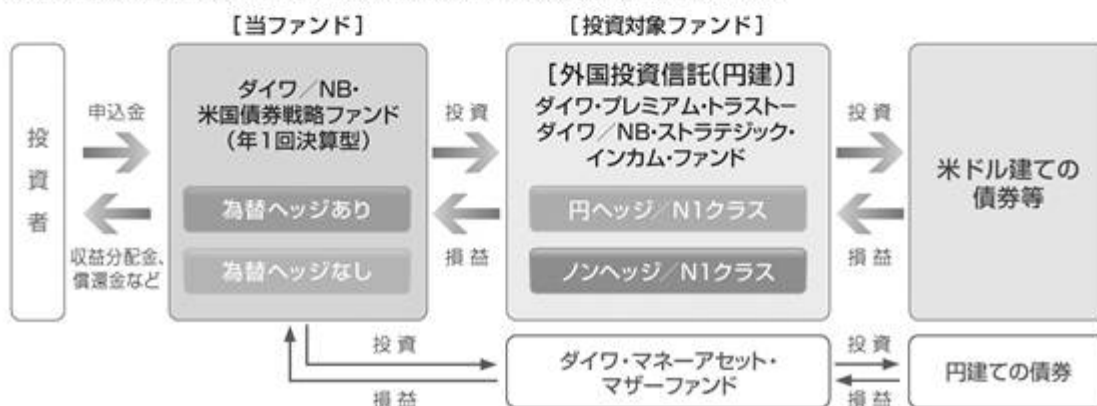 [当ファンド]
[投資対象ファンド]
投資者
申込金
収益分配金、
償還金など
ダイワ／NB・
米国債券戦略ファンド
(年1回決算型)
為替ヘッジあり
為替ヘッジなし
投資
損益
[外国投資信託(円建)]
ダイワ・プレミアム・トラストー
ダイワ／NB・ストラテジック・
インカム・ファンド
円ヘッジ／N1クラス
ノンヘッジ／N1クラス
投資
損益
米ドル建ての
債券等
投資
損益
ダイワ・マネーアセット・
マザーファンド
投資
損益
円建ての債券